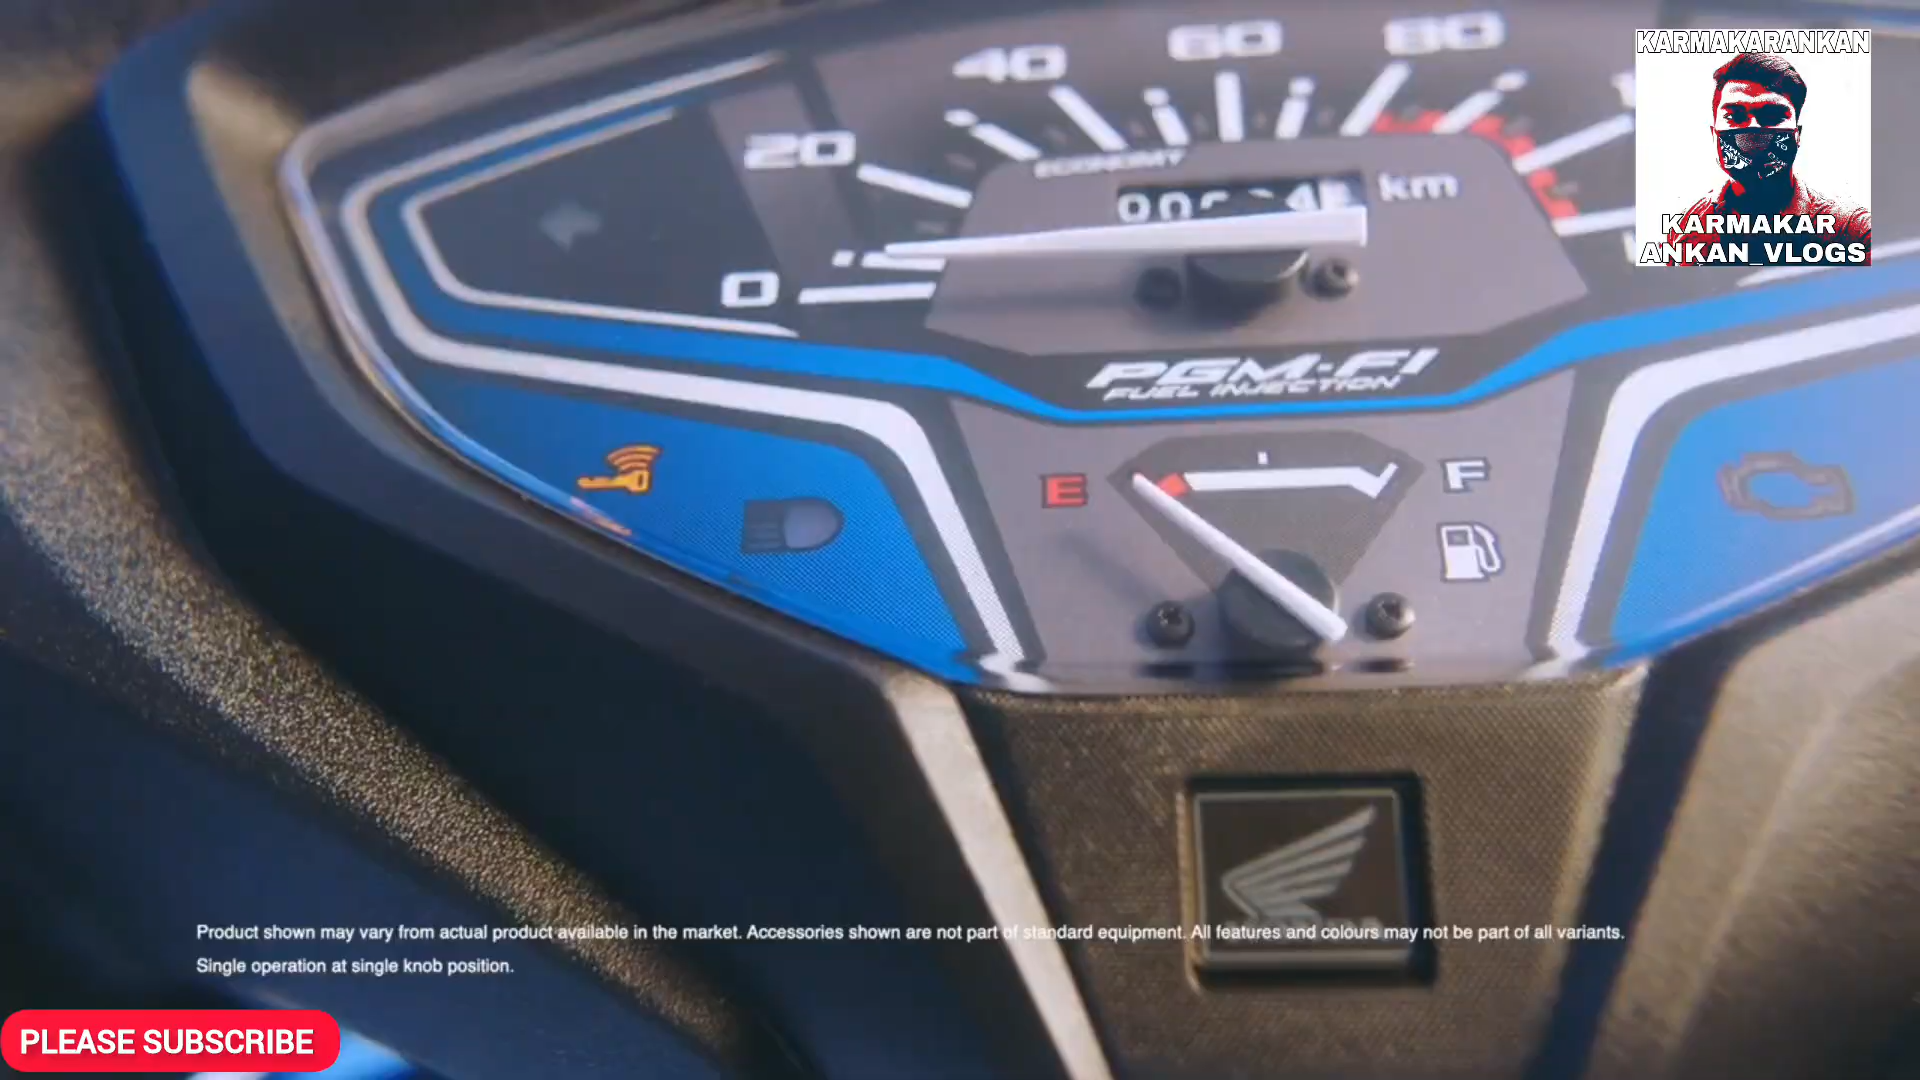 KARMAKARANKAN
KARMAKAR
ANKAN_VLOGS
20
40
60
80
0
ECONOMY
km
PGM-FI
FUEL INJECTION
E
F
Product shown may vary from actual product available in the market. Accessories shown are not part of standard equipment. All features and colours may not be part of all variants.
Single operation at single knob position.
PLEASE SUBSCRIBE